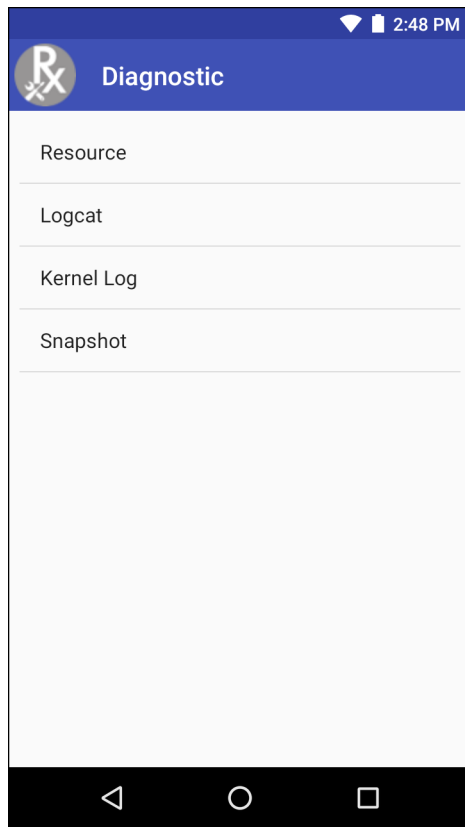 2:48 PM
Rx
Diagnostic
Resource
Logcat
Kernel Log
Snapshot